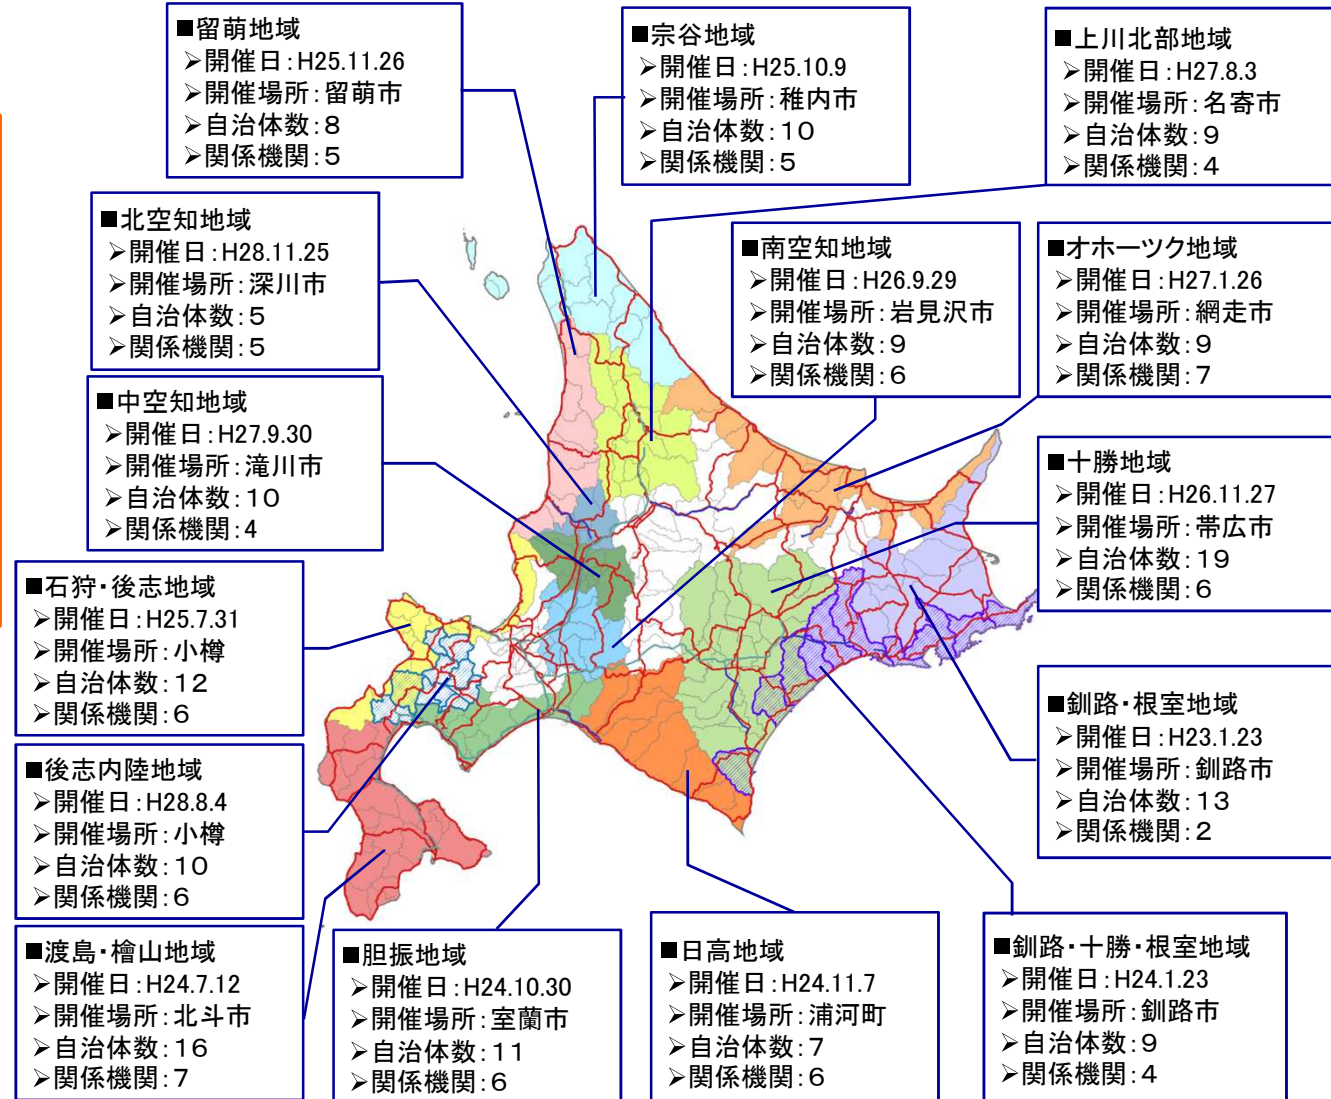 ■留萌地域
➢開催日：H25.11.26
➢開催場所：留萌市
➢自治体数：８
➢関係機関：５
■宗谷地域
➢開催日：H25.10.9
➢開催場所：稚内市
➢自治体数：１０
➢関係機関：５
■上川北部地域
➢開催日：H27.8.3
➢開催場所：名寄市
➢自治体数：９
➢関係機関：４
■北空知地域
➢開催日：H28.11.25
➢開催場所：深川市
➢自治体数：５
➢関係機関：５
■南空知地域
➢開催日：H26.9.29
➢開催場所：岩見沢市
➢自治体数：９
➢関係機関：６
■オホーツク地域
➢開催日：H27.1.26
➢開催場所：網走市
➢自治体数：９
➢関係機関：７
■中空知地域
➢開催日：H27.9.30
➢開催場所：滝川市
➢自治体数：１０
➢関係機関：４
■十勝地域
➢開催日：H26.11.27
➢開催場所：帯広市
➢自治体数：１９
➢関係機関：６
■石狩・後志地域
➢開催日：H25.7.31
➢開催場所：小樽
➢自治体数：１２
➢関係機関：６
■釧路・根室地域
➢開催日：H23.1.23
➢開催場所：釧路市
➢自治体数：１３
➢関係機関：２
■後志内陸地域
➢開催日：H28.8.4
➢開催場所：小樽
➢自治体数：１０
➢関係機関：６
■渡島・檜山地域
➢開催日：H24.7.12
➢開催場所：北斗市
➢自治体数：１６
➢関係機関：７
■胆振地域
➢開催日：H24.10.30
➢開催場所：室蘭市
➢自治体数：１１
➢関係機関：６
■日高地域
➢開催日：H24.11.7
➢開催場所：浦河町
➢自治体数：７
➢関係機関：６
■釧路・十勝・根室地域
➢開催日：H24.1.23
➢開催場所：釧路市
➢自治体数：９
➢関係機関：４